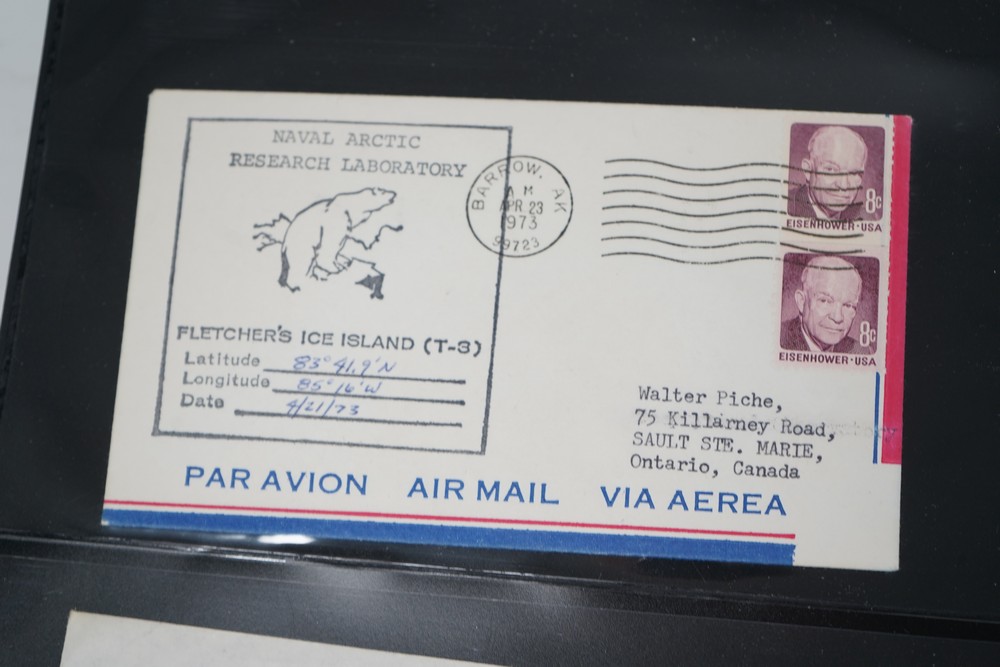 NAVAL ARCTIC
RESEARCH LABORATORY
FLETCHER'S ICE ISLAND (T-3)
Latitude 83° 41.9'N
Longitude 85° 16'W
Date 4/21/73
BARROW, AK
AM
APR 23
1973
99723
8c
EISENHOWER·USA
8c
EISENHOWER·USA
Walter Piche,
75 Killarney Road,
SAULT STE. MARIE,
Ontario, Canada
PAR AVION AIR MAIL VIA AEREA